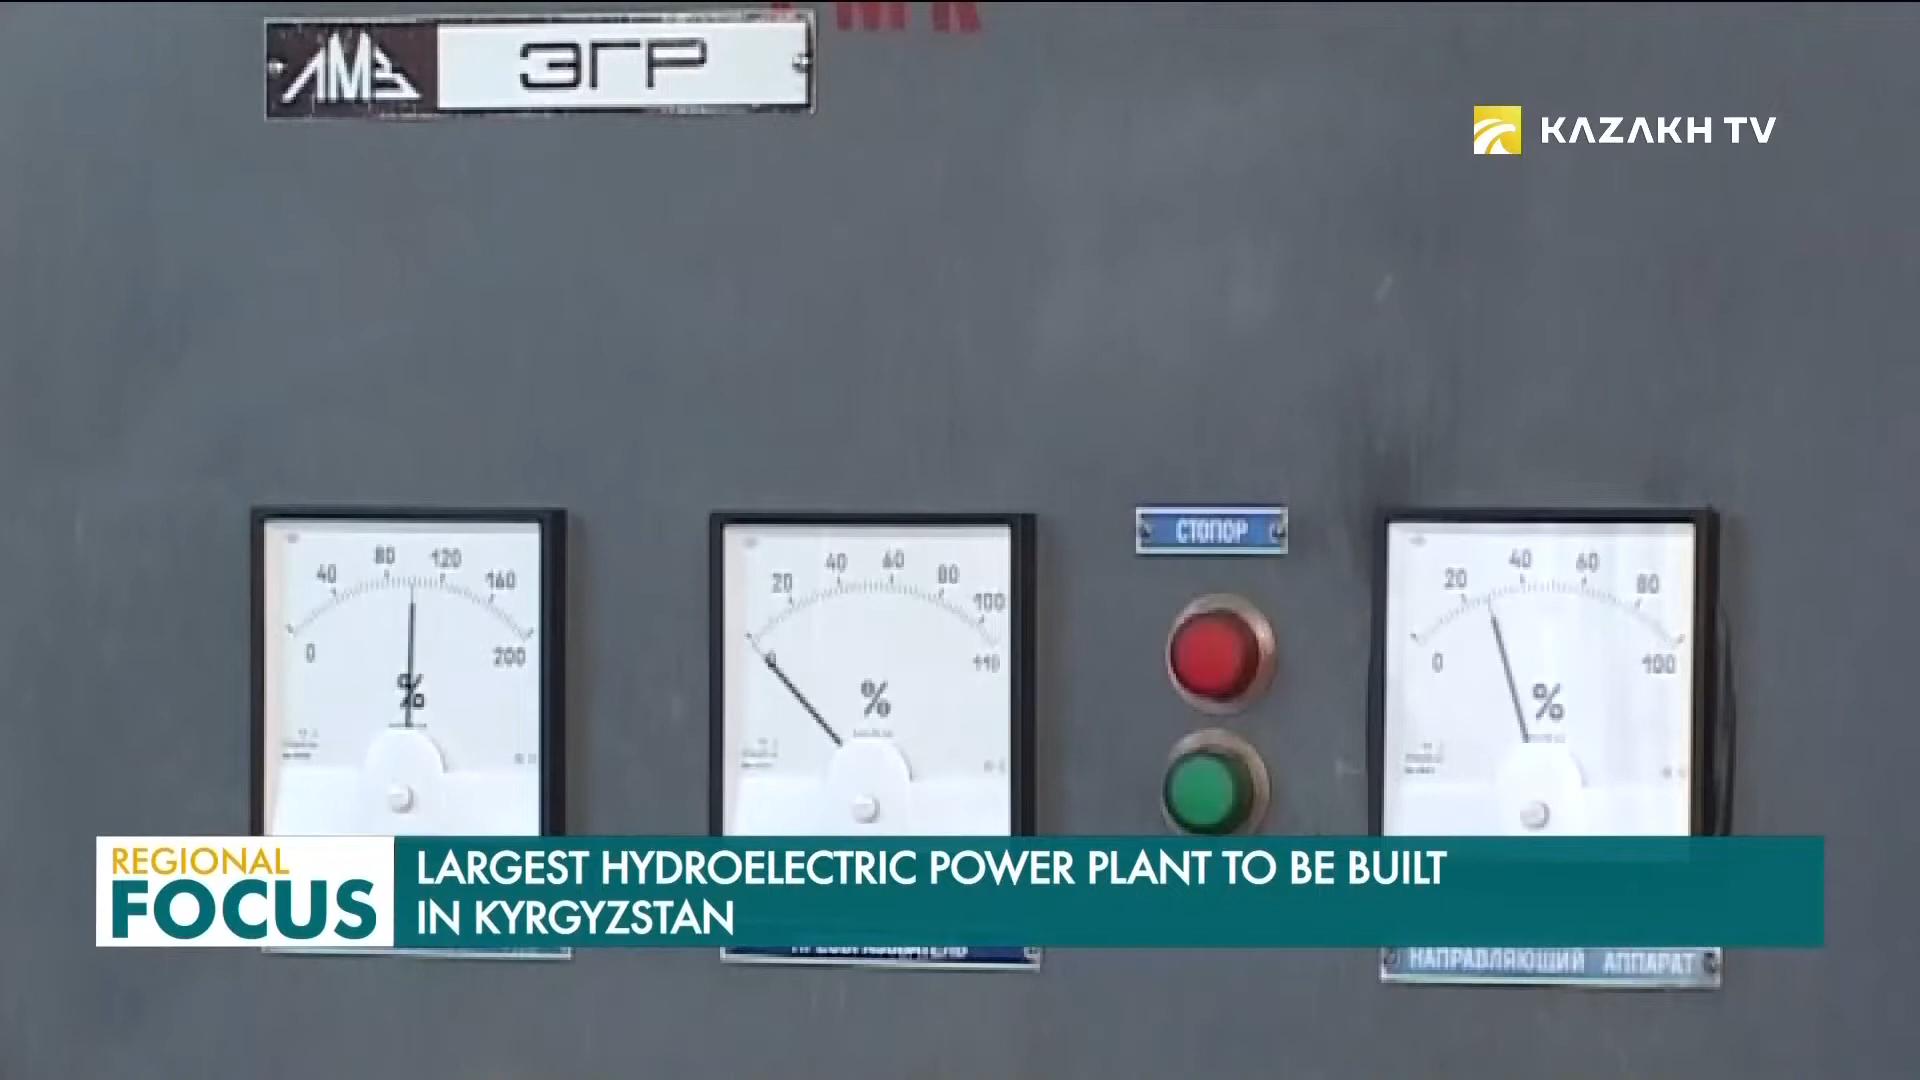 ЛМЗ ЭГР
KAZAKH TV
40 80 120 160
0 200
%
20 40 60 80 100
0 110
%
СТОПОР
20 40 60 80
0 100
%
REGIONAL
FOCUS
LARGEST HYDROELECTRIC POWER PLANT TO BE BUILT
IN KYRGYZSTAN
НАПРАВЛЯЮЩИЙ АППАРАТ